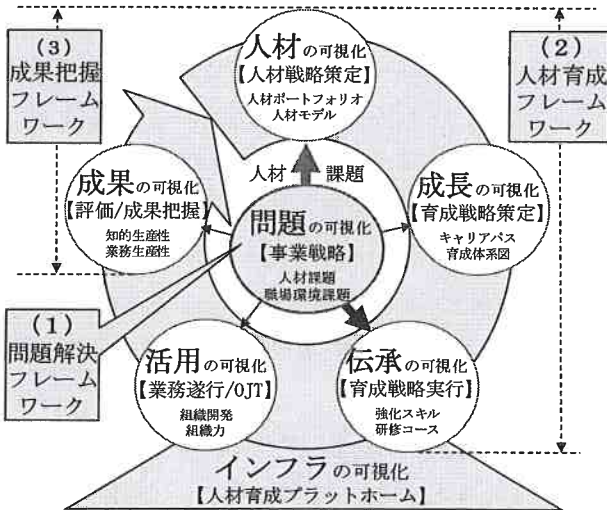 (3)
成果把握
フレーム
ワーク
人材の可視化
【人材戦略策定】
人材ポートフォリオ
人材モデル
(2)
人材育成
フレーム
ワーク
人材 課題
成果の可視化
【評価/成果把握】
知的生産性
業務生産性
問題の可視化
【事業戦略】
人材課題
職場環境課題
成長の可視化
【育成戦略策定】
キャリアパス
育成体系図
(1)
問題解決
フレーム
ワーク
活用の可視化
【業務遂行/OJT】
組織開発
組織力
伝承の可視化
【育成戦略実行】
強化スキル
研修コース
インフラの可視化
【人材育成プラットホーム】